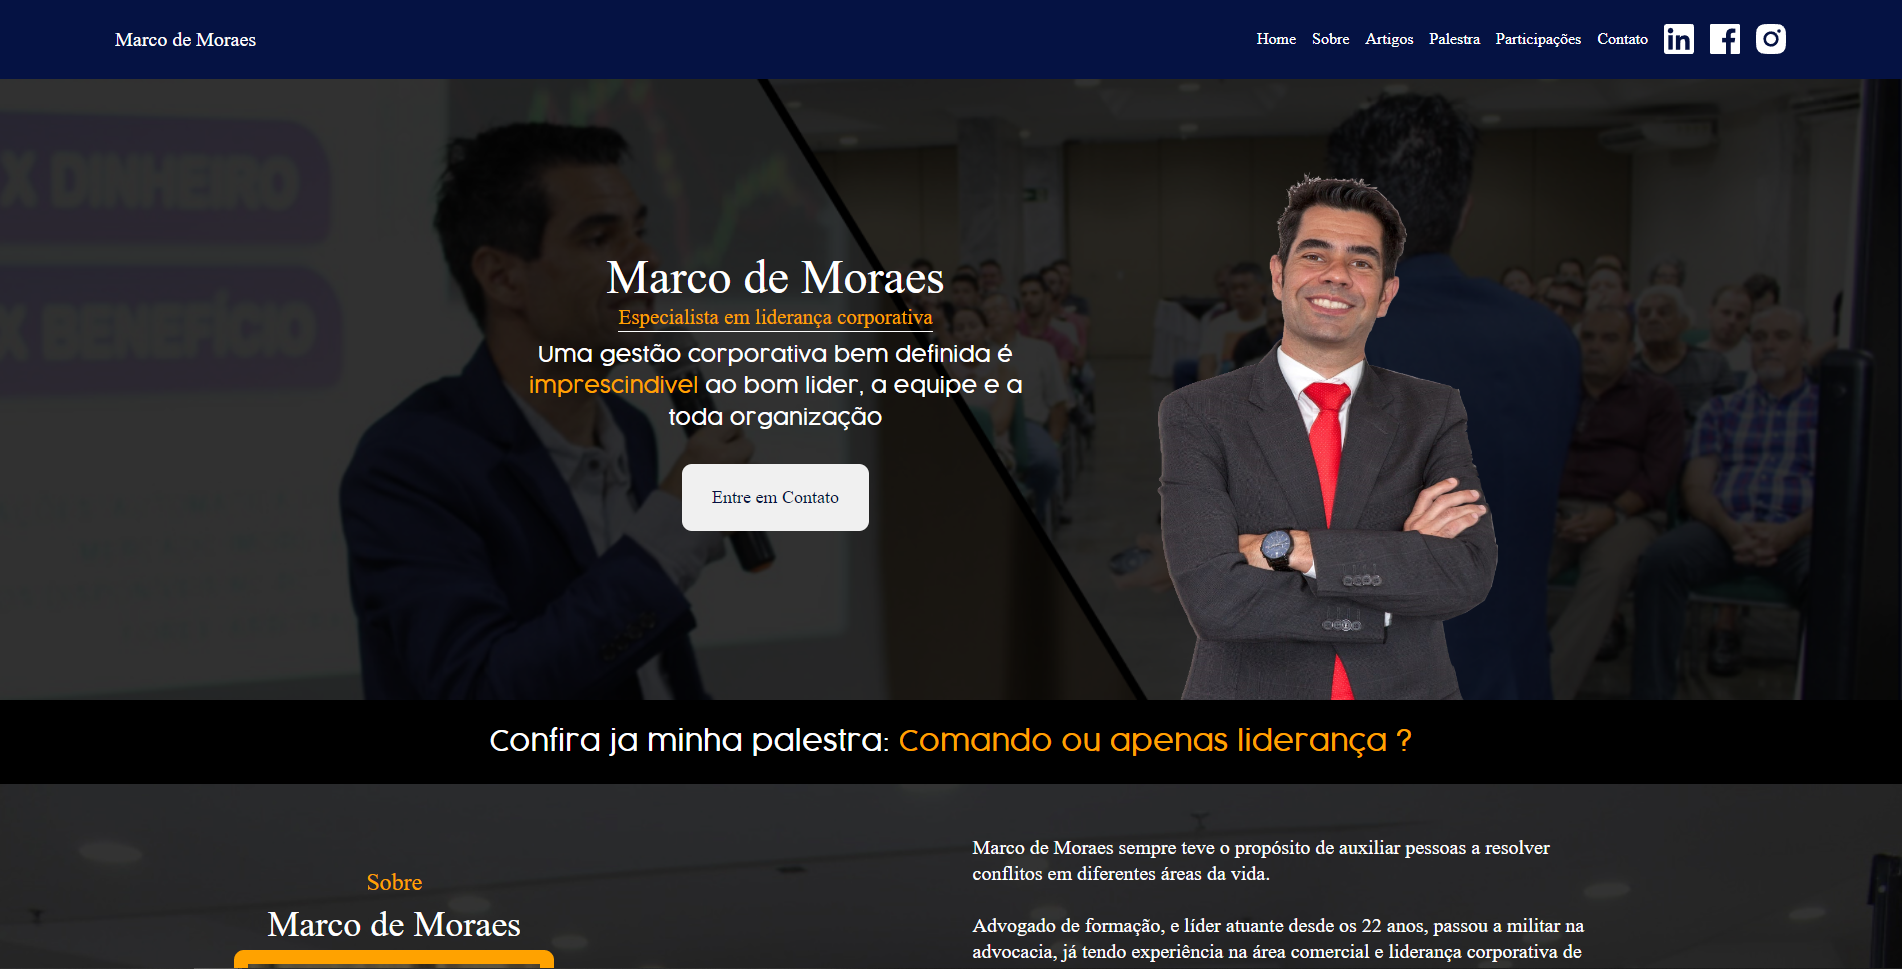 Marco de Moraes
Home Sobre Artigos Palestra Participações Contato
X DINHEIRO
X BENEFÍCIO
Marco de Moraes
Especialista em liderança corporativa
Uma gestão corporativa bem definida é
imprescindivel ao bom lider, a equipe e a
toda organização
Entre em Contato
Confira ja minha palestra: Comando ou apenas liderança ?
Sobre
Marco de Moraes
Marco de Moraes sempre teve o propósito de auxiliar pessoas a resolver
conflitos em diferentes áreas da vida.
Advogado de formação, e líder atuante desde os 22 anos, passou a militar na
advocacia, já tendo experiência na área comercial e liderança corporativa de